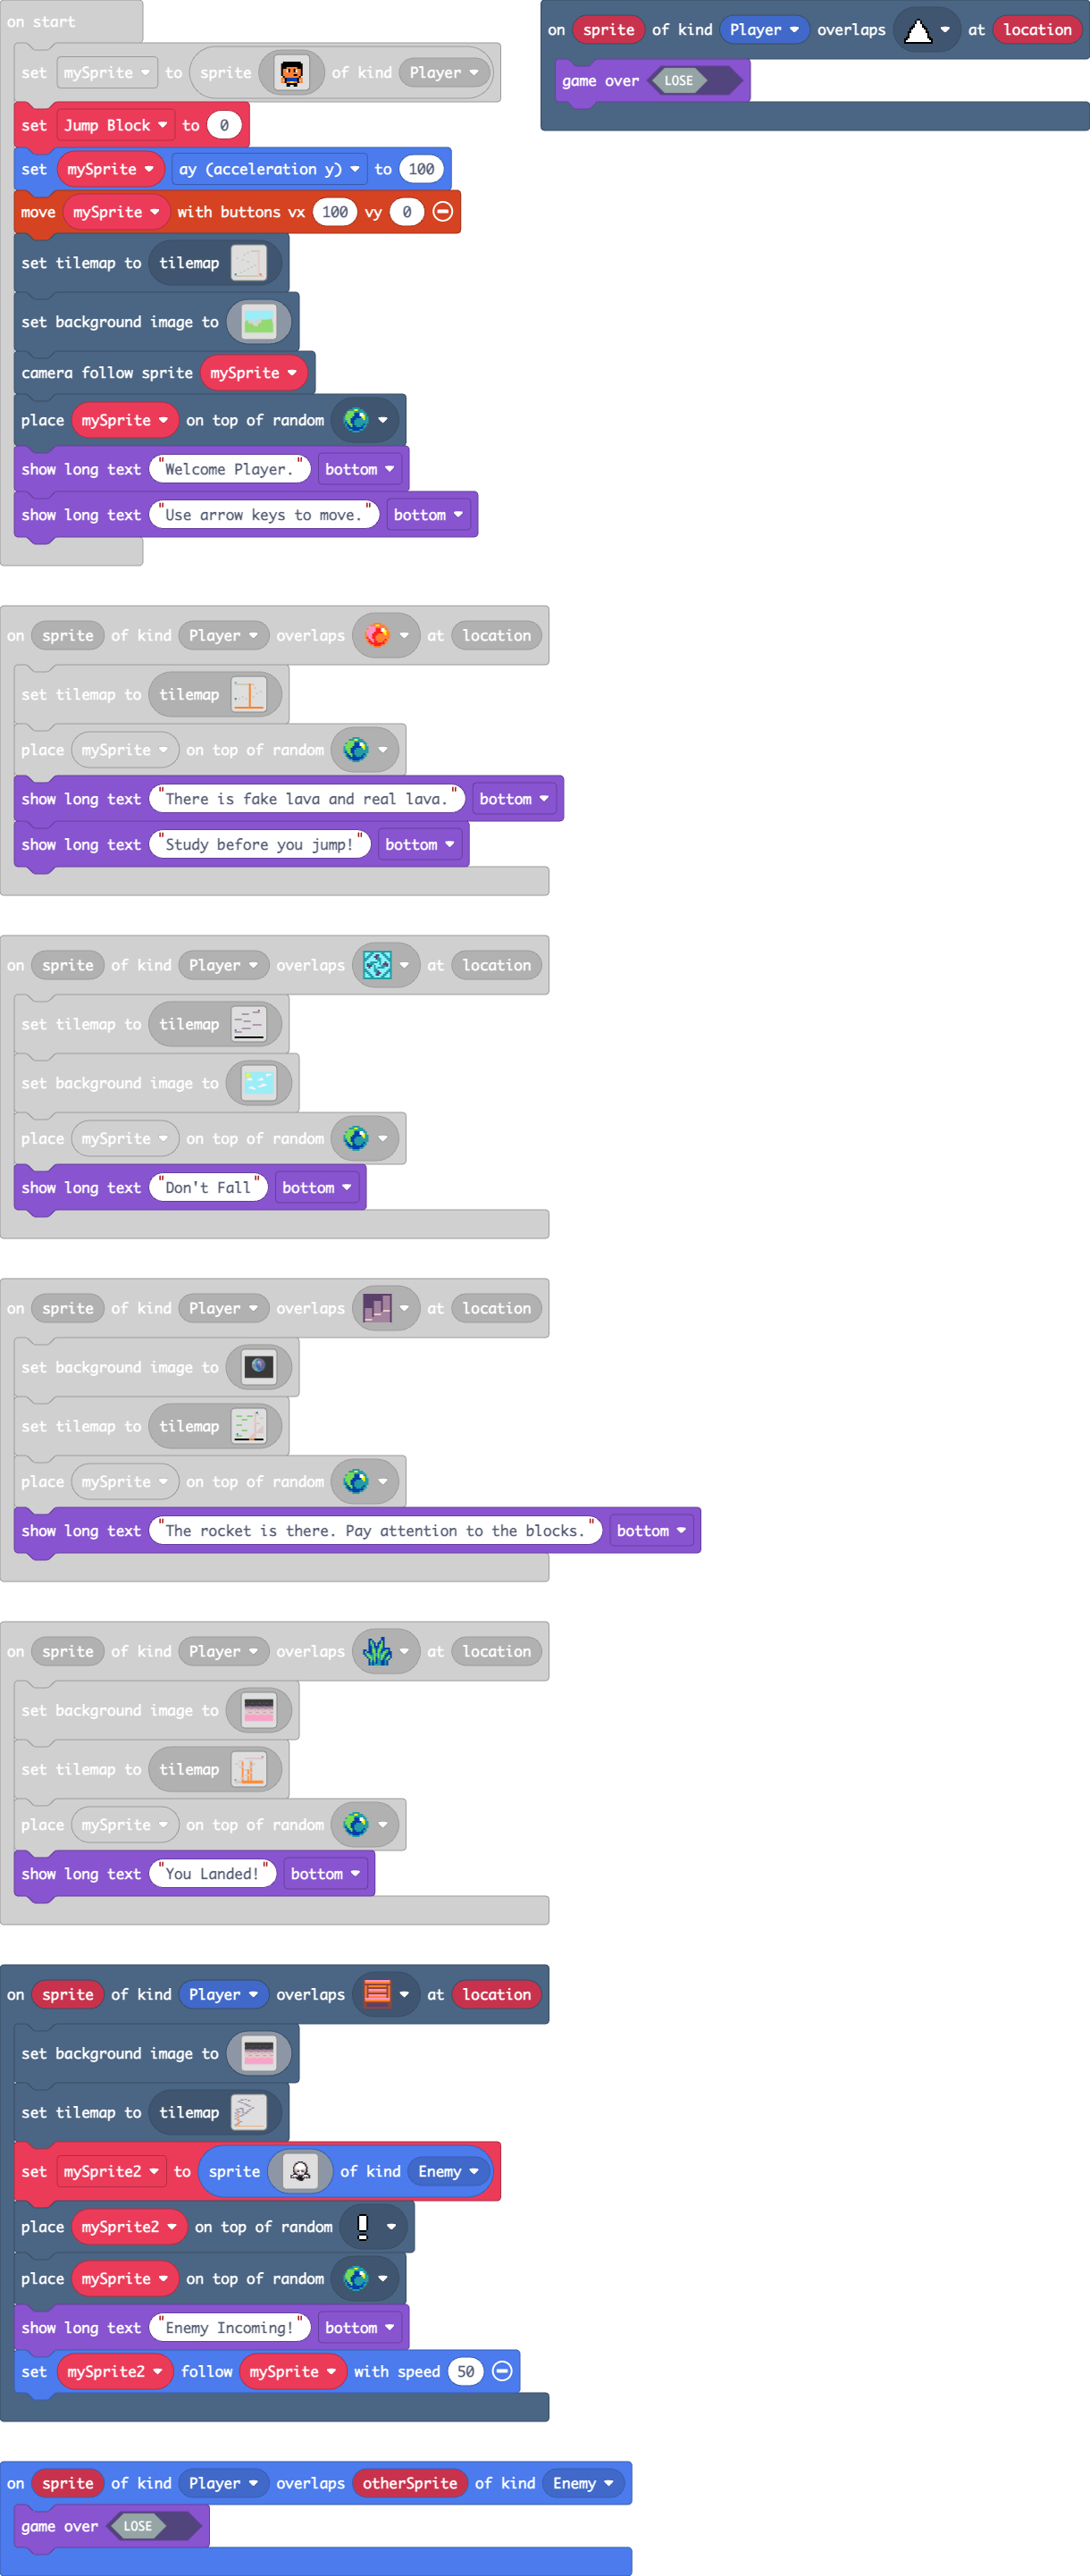 on start
set mySprite to sprite of kind Player
set Jump Block to 0
set mySprite ay (acceleration y) to 100
move mySprite with buttons vx 100 vy 0
set tilemap to tilemap
set background image to
camera follow sprite mySprite
place mySprite on top of random
show long text "Welcome Player." bottom
show long text "Use arrow keys to move." bottom
on sprite of kind Player overlaps at location
game over LOSE
on sprite of kind Player overlaps at location
set tilemap to tilemap
place mySprite on top of random
show long text "There is fake lava and real lava." bottom
show long text "Study before you jump!" bottom
on sprite of kind Player overlaps at location
set tilemap to tilemap
set background image to
place mySprite on top of random
show long text "Don't Fall" bottom
on sprite of kind Player overlaps at location
set background image to
set tilemap to tilemap
place mySprite on top of random
show long text "The rocket is there. Pay attention to the blocks." bottom
on sprite of kind Player overlaps at location
set background image to
set tilemap to tilemap
place mySprite on top of random
show long text "You Landed!" bottom
on sprite of kind Player overlaps at location
set background image to
set tilemap to tilemap
set mySprite2 to sprite of kind Enemy
place mySprite2 on top of random
place mySprite on top of random
show long text "Enemy Incoming!" bottom
set mySprite2 follow mySprite with speed 50
on sprite of kind Player overlaps otherSprite of kind Enemy
game over LOSE